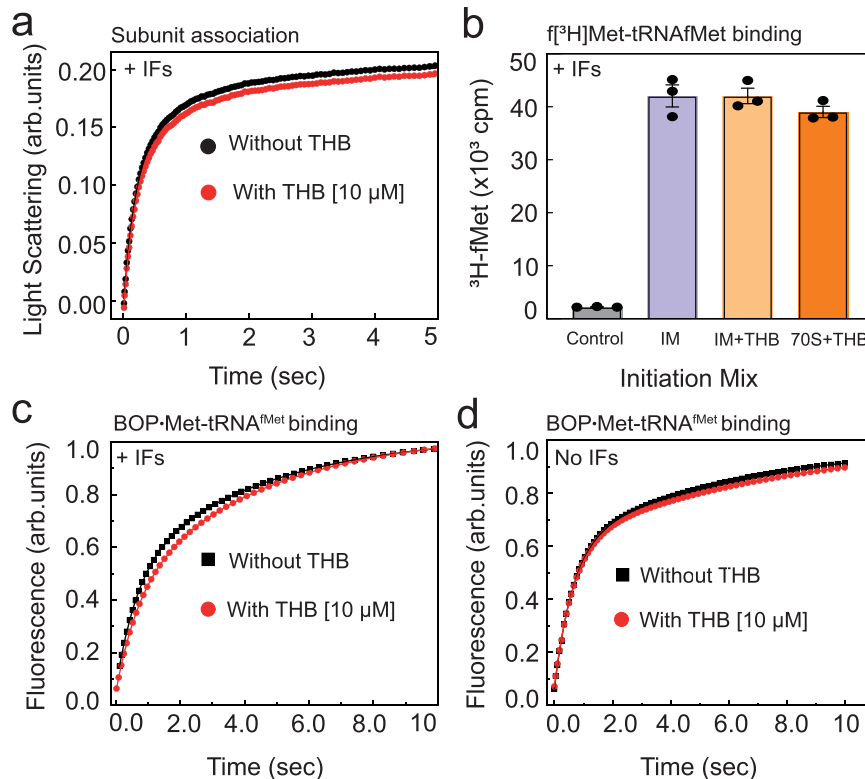 a
Subunit association
+ IFs
Light Scattering (arb.units)
0.20
0.15
0.10
0.05
0.00
Without THB
With THB [10 µM]
0 1 2 3 4 5
Time (sec)
b
f[³H]Met-tRNAfMet binding
+ IFs
³H-fMet (x10³ cpm)
50
40
30
20
10
0
Control IM IM+THB 70S+THB
Initiation Mix
c
BOP•Met-tRNAᶠᴹᵉᵗ binding
+ IFs
Fluorescence (arb.units)
1.0
0.8
0.6
0.4
0.2
0.0
Without THB
With THB [10 µM]
0.0 2.0 4.0 6.0 8.0 10
Time (sec)
d
BOP•Met-tRNAᶠᴹᵉᵗ binding
No IFs
Fluorescence (arb.units)
1.0
0.8
0.6
0.4
0.2
0.0
Without THB
With THB [10 µM]
0.0 2.0 4.0 6.0 8.0 10
Time (sec)